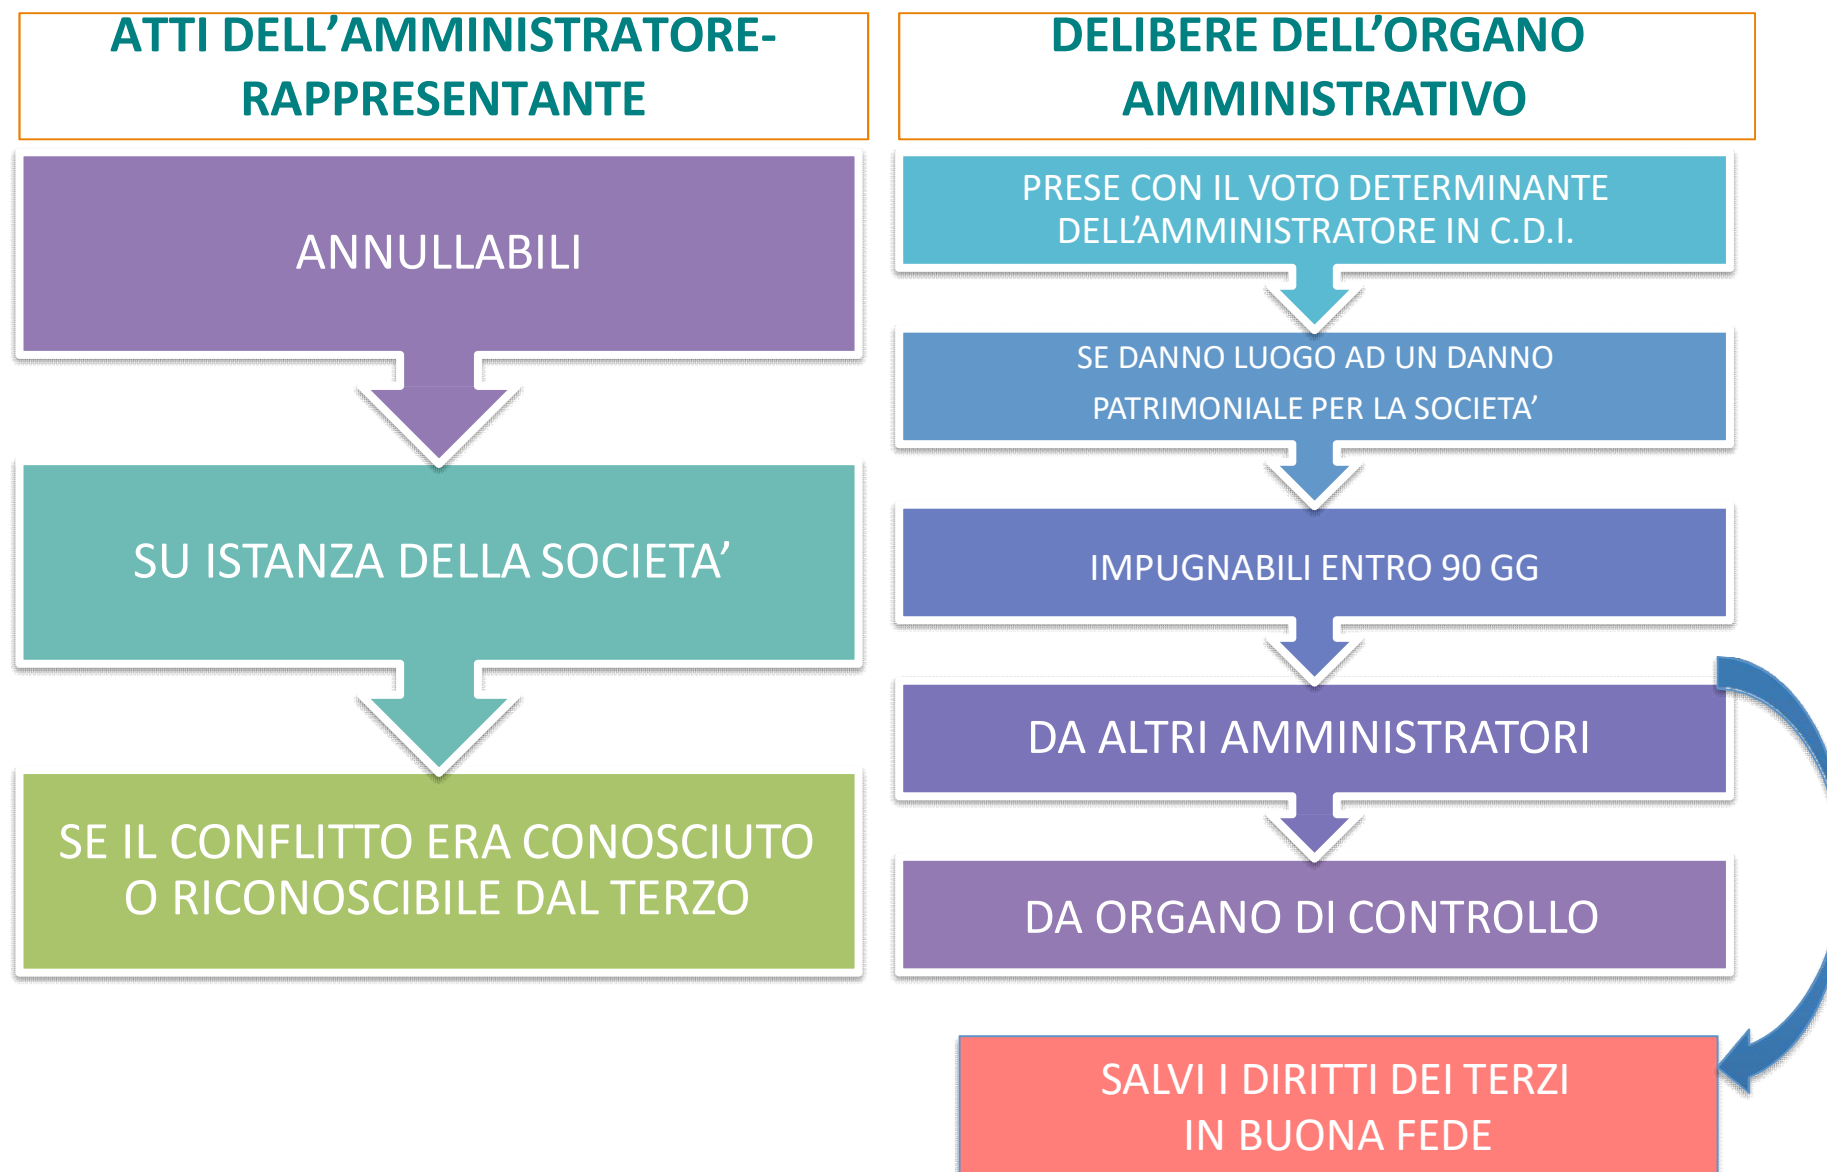 ATTI DELL’AMMINISTRATORE-
RAPPRESENTANTE
ANNULLABILI
SU ISTANZA DELLA SOCIETA’
SE IL CONFLITTO ERA CONOSCIUTO
O RICONOSCIBILE DAL TERZO
DELIBERE DELL’ORGANO
AMMINISTRATIVO
PRESE CON IL VOTO DETERMINANTE
DELL’AMMINISTRATORE IN C.D.I.
SE DANNO LUOGO AD UN DANNO
PATRIMONIALE PER LA SOCIETA’
IMPUGNABILI ENTRO 90 GG
DA ALTRI AMMINISTRATORI
DA ORGANO DI CONTROLLO
SALVI I DIRITTI DEI TERZI
IN BUONA FEDE